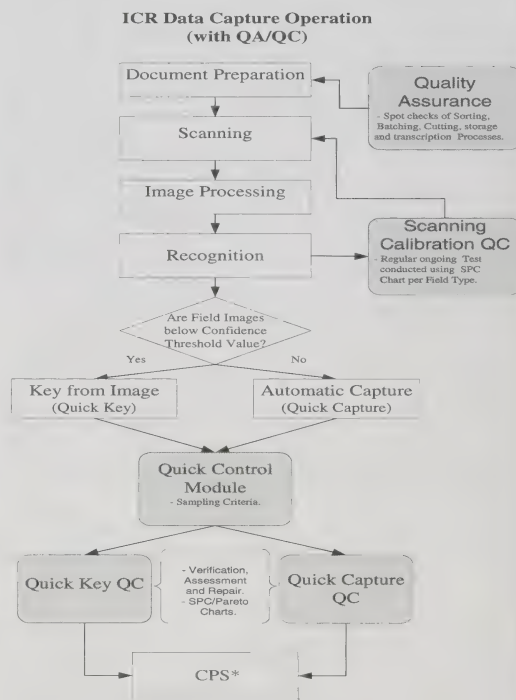 ICR Data Capture Operation
(with QA/QC)
Document Preparation
Quality
Assurance
- Spot checks of Sorting,
Batching, Cutting, storage
and transcription Processes.
Scanning
Image Processing
Scanning
Calibration QC
- Regular ongoing Test
conducted using SPC
Chart per Field Type.
Recognition
Are Field Images
below Confidence
Threshold Value?
Yes
No
Key from Image
(Quick Key)
Automatic Capture
(Quick Capture)
Quick Control
Module
- Sampling Criteria.
Quick Key QC
- Verification,
Assessment
and Repair.
- SPC/Pareto
Charts.
Quick Capture
QC
CPS*